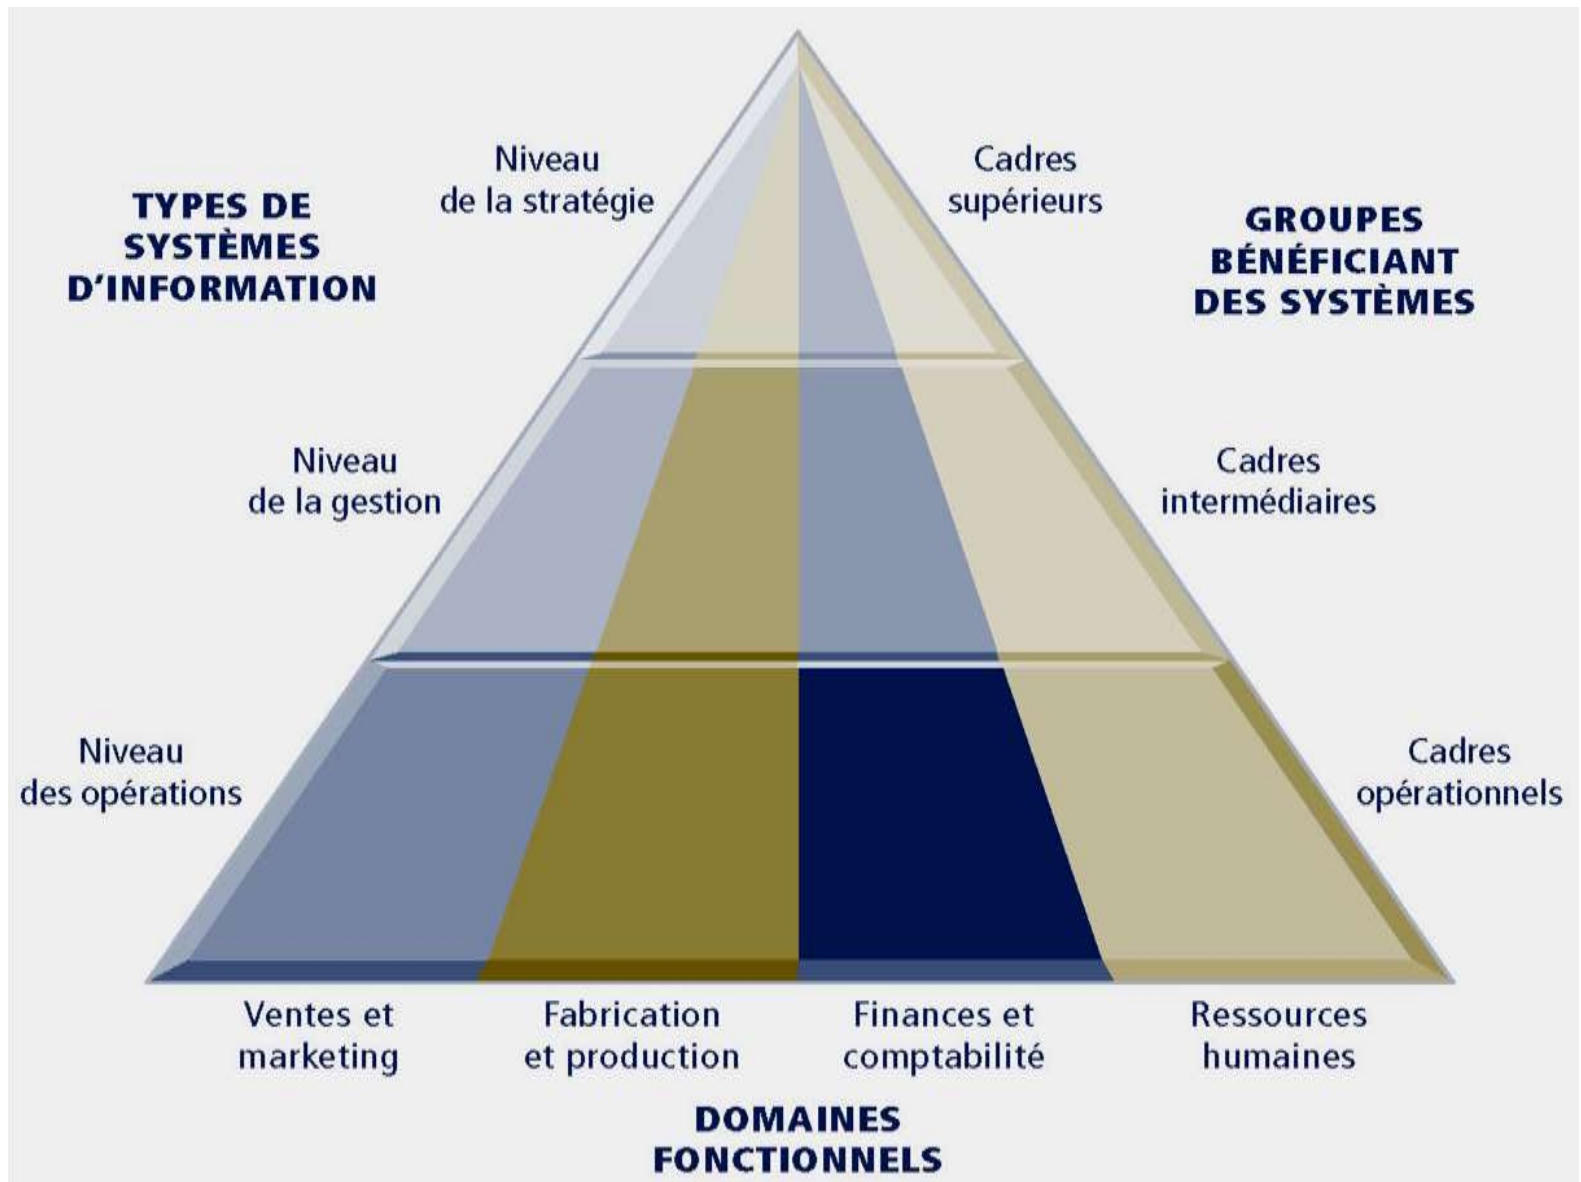 Niveau
de la stratégie
Cadres
supérieurs
TYPES DE
SYSTÈMES
D'INFORMATION
GROUPES
BÉNÉFICIANT
DES SYSTÈMES
Niveau
de la gestion
Cadres
intermédiaires
Niveau
des opérations
Cadres
opérationnels
Ventes et
marketing
Fabrication
et production
Finances et
comptabilité
Ressources
humaines
DOMAINES
FONCTIONNELS